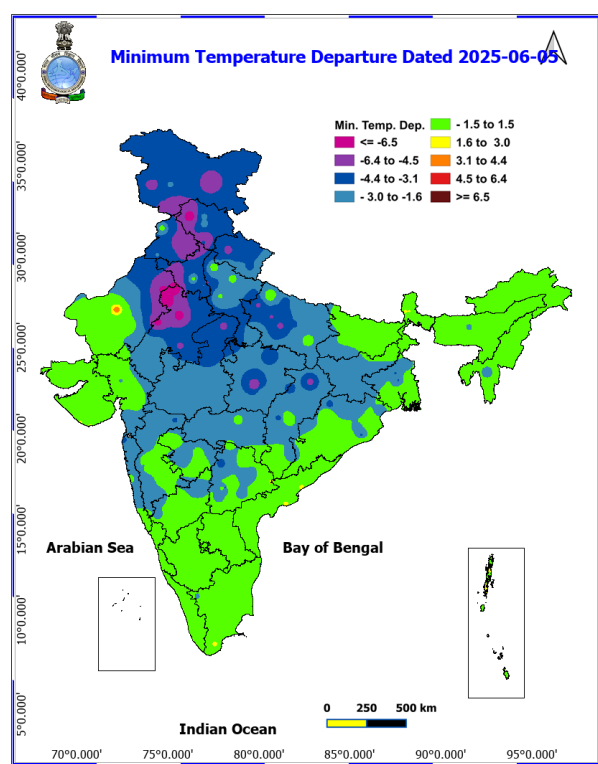 Minimum Temperature Departure Dated 2025-06-05
Min. Temp. Dep.
<= -6.5
-6.4 to -4.5
-4.4 to -3.1
- 3.0 to -1.6
- 1.5 to 1.5
1.6 to 3.0
3.1 to 4.4
4.5 to 6.4
>= 6.5
40°0.000'
35°0.000'
30°0.000'
25°0.000'
20°0.000'
15°0.000'
10°0.000'
5°0.000'
Arabian Sea
Bay of Bengal
Indian Ocean
0 250 500 km
70°0.000' 75°0.000' 80°0.000' 85°0.000' 90°0.000' 95°0.000'